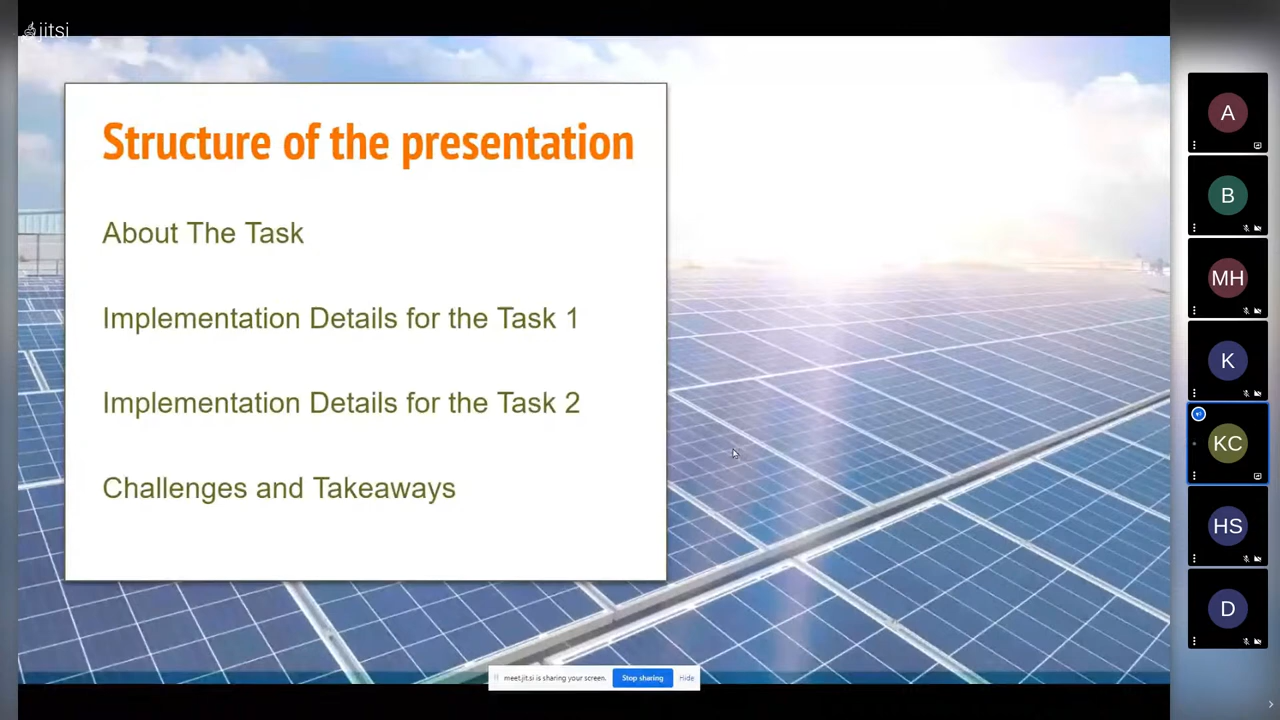 jitsi
Structure of the presentation
About The Task
Implementation Details for the Task 1
Implementation Details for the Task 2
Challenges and Takeaways
A
B
MH
K
KC
HS
D
meet.jit.si is sharing your screen.
Stop sharing
Hide